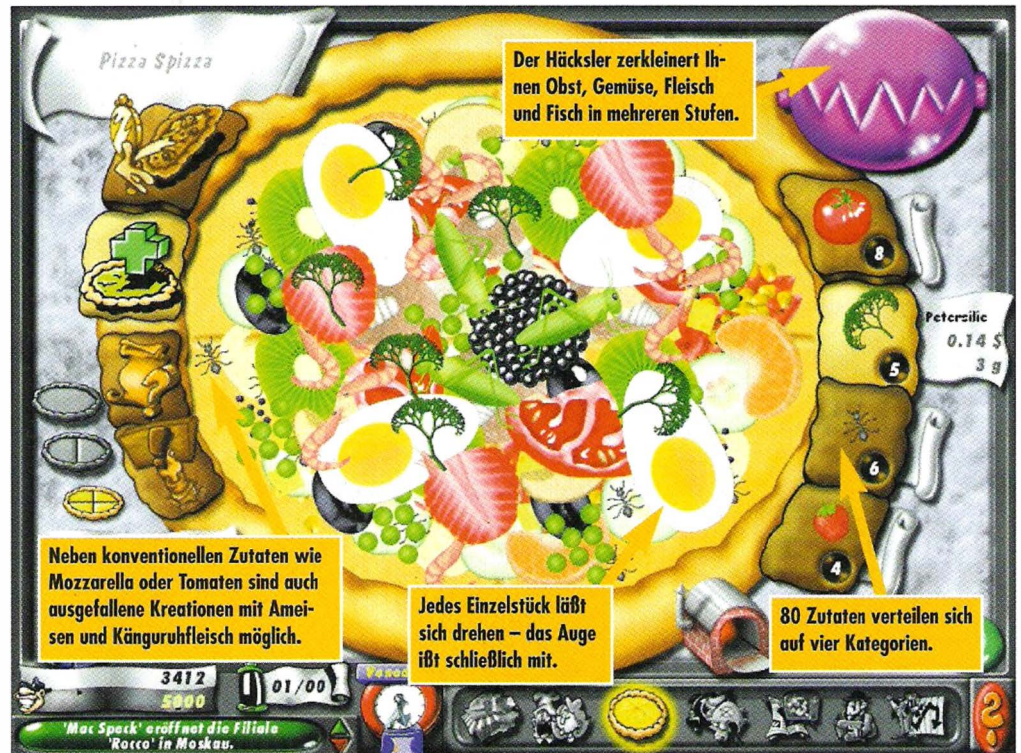 Pizza Spizza
Der Häcksler zerkleinert Ih-
nen Obst, Gemüse, Fleisch
und Fisch in mehreren Stufen.
8
Petersilie
0.14 $
3 g
5
6
4
Neben konventionellen Zutaten wie
Mozzarella oder Tomaten sind auch
ausgefallene Kreationen mit Amei-
sen und Känguruhfleisch möglich.
Jedes Einzelstück läßt
sich drehen – das Auge
ißt schließlich mit.
80 Zutaten verteilen sich
auf vier Kategorien.
3412
5000
01/00
'Mac Speck' eröffnet die Filiale
'Rocco' in Moskau.